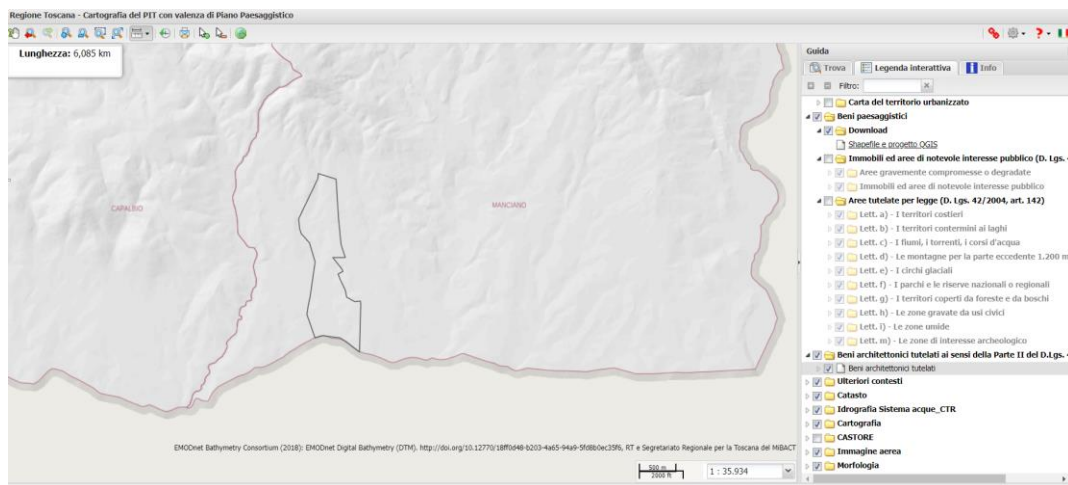 Regione Toscana - Cartografia del PIT con valenza di Piano Paesaggistico
Lunghezza: 6,085 km
CAPALBIO
MANCIANO
EMODnet Bathymetry Consortium (2018): EMODnet Digital Bathymetry (DTM). http://doi.org/10.12770/18ff0d48-b203-4a65-94a9-5fd8b0ec35f6, RT e Segretariato Regionale per la Toscana del MiBACT
500 m
2000 ft
1 : 35.934
Guida
Trova
Legenda interattiva
Info
Filtro:
Carta del territorio urbanizzato
Beni paesaggistici
Download
Shapefile e progetto QGIS
Immobili ed aree di notevole interesse pubblico (D. Lgs.
Aree gravemente compromesse o degradate
Immobili ed aree di notevole interesse pubblico
Aree tutelate per legge (D. Lgs. 42/2004, art. 142)
Lett. a) - I territori costieri
Lett. b) - I territori contermini ai laghi
Lett. c) - I fiumi, i torrenti, i corsi d'acqua
Lett. d) - Le montagne per la parte eccedente 1.200 m
Lett. e) - I circhi glaciali
Lett. f) - I parchi e le riserve nazionali o regionali
Lett. g) - I territori coperti da foreste e da boschi
Lett. h) - Le zone gravate da usi civici
Lett. i) - Le zone umide
Lett. m) - Le zone di interesse archeologico
Beni architettonici tutelati ai sensi della Parte II del D.Lgs.
Beni architettonici tutelati
Ulteriori contesti
Catasto
Idrografia Sistema acque_CTR
Cartografia
CASTORE
Immagine aerea
Morfologia